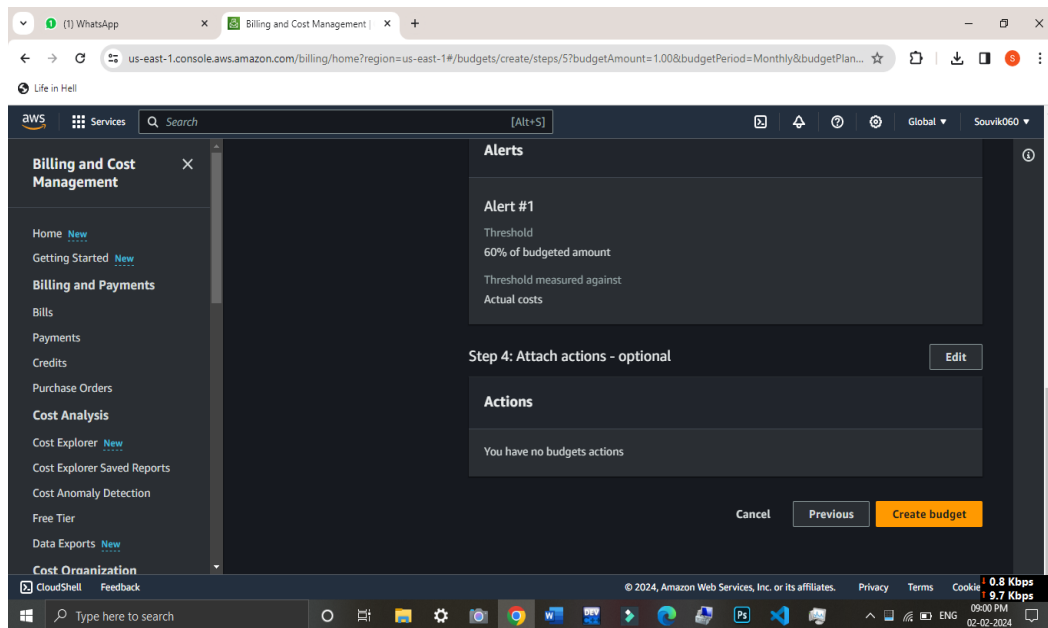 (1) WhatsApp
Billing and Cost Management |
us-east-1.console.aws.amazon.com/billing/home?region=us-east-1#/budgets/create/steps/5?budgetAmount=1.00&budgetPeriod=Monthly&budgetPlan...
S
Life in Hell
aws
Services
Search
[Alt+S]
Global
Souvik060
Billing and Cost
Management
Home New
Getting Started New
Billing and Payments
Bills
Payments
Credits
Purchase Orders
Cost Analysis
Cost Explorer New
Cost Explorer Saved Reports
Cost Anomaly Detection
Free Tier
Data Exports New
Cost Organization
Alerts
Alert #1
Threshold
60% of budgeted amount
Threshold measured against
Actual costs
Step 4: Attach actions - optional
Edit
Actions
You have no budgets actions
Cancel
Previous
Create budget
CloudShell
Feedback
© 2024, Amazon Web Services, Inc. or its affiliates.
Privacy
Terms
Cookie
0.8 Kbps
9.7 Kbps
Type here to search
W
DEV
Ps
ENG
09:00 PM
02-02-2024